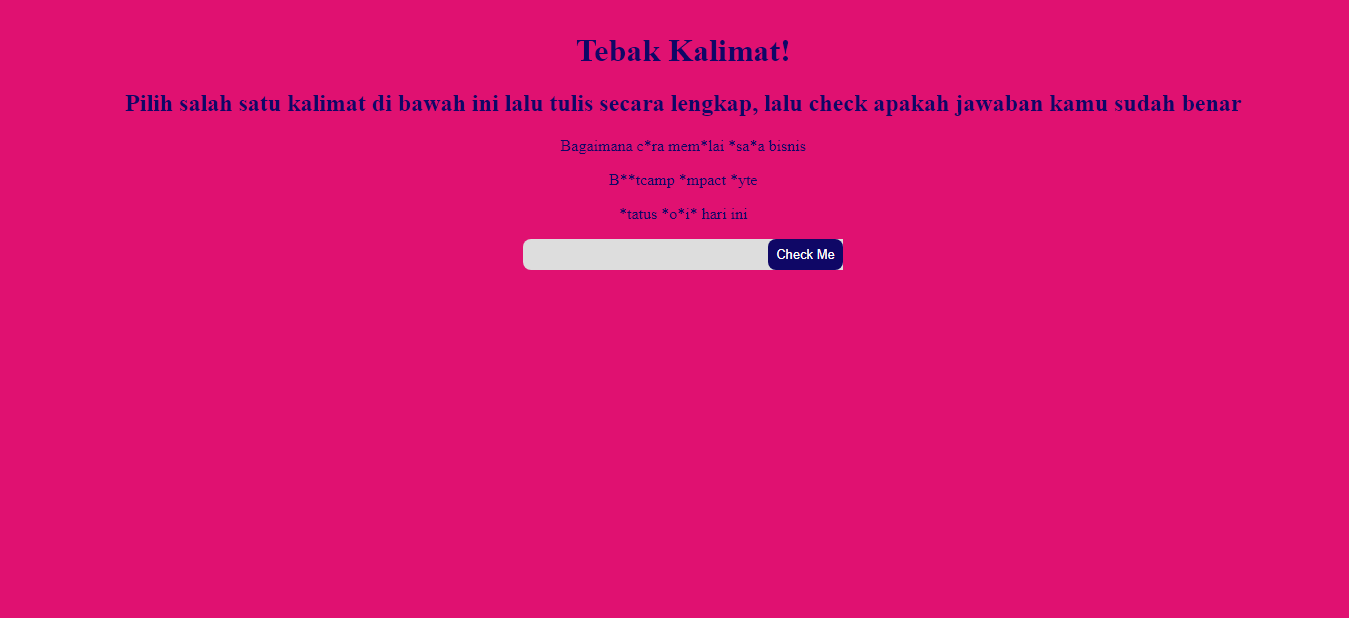 Tebak Kalimat!
Pilih salah satu kalimat di bawah ini lalu tulis secara lengkap, lalu check apakah jawaban kamu sudah benar
Bagaimana c*ra mem*lai *sa*a bisnis
B**tcamp *mpact *yte
*tatus *o*i* hari ini
Check Me